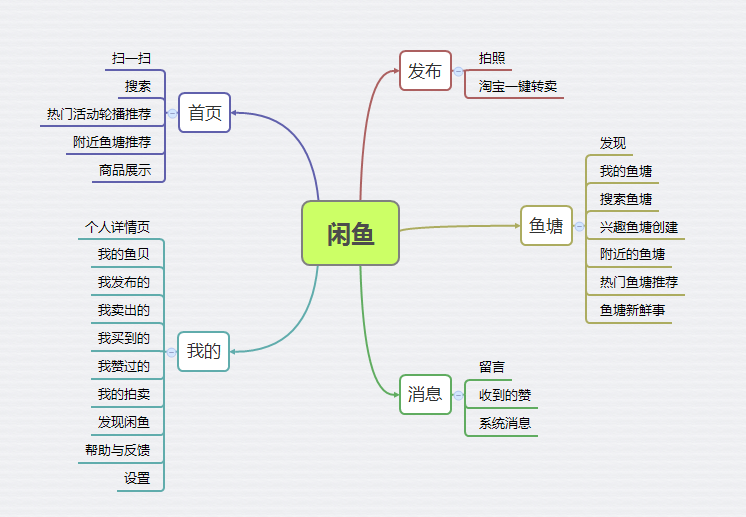 闲鱼
首页
扫一扫
搜索
热门活动轮播推荐
附近鱼塘推荐
商品展示
发布
拍照
淘宝一键转卖
鱼塘
发现
我的鱼塘
搜索鱼塘
兴趣鱼塘创建
附近的鱼塘
热门鱼塘推荐
鱼塘新鲜事
消息
留言
收到的赞
系统消息
我的
个人详情页
我的鱼贝
我发布的
我卖出的
我买到的
我赞过的
我的拍卖
发现闲鱼
帮助与反馈
设置